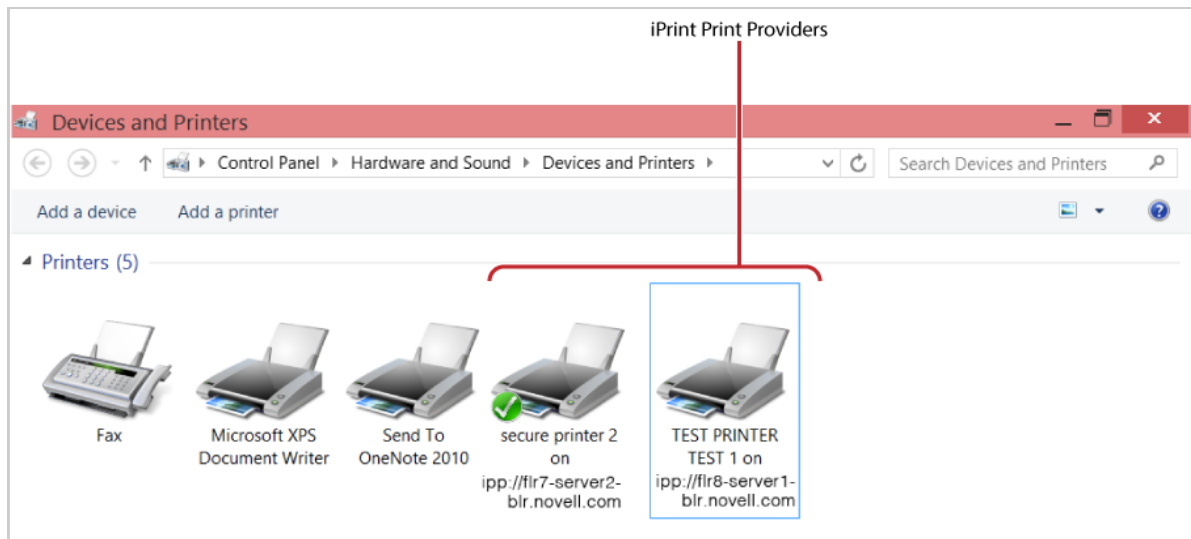 iPrint Print Providers
Devices and Printers
Control Panel Hardware and Sound Devices and Printers
Search Devices and Printers
Add a device Add a printer
Printers (5)
Fax
Microsoft XPS
Document Writer
Send To
OneNote 2010
secure printer 2
on
ipp://flr7-server2-
blr.novell.com
TEST PRINTER
TEST 1 on
ipp://flr8-server1-
blr.novell.com